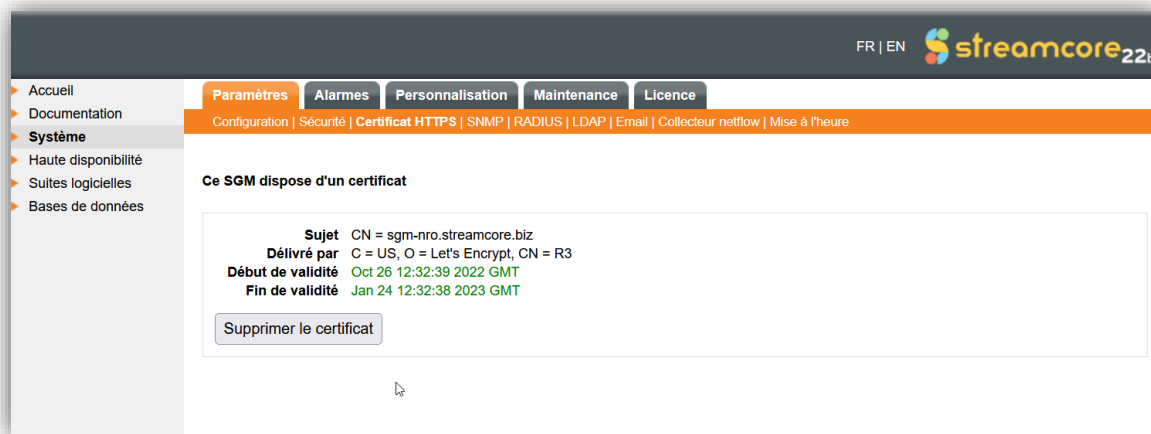 FR | EN streamcore 22
Accueil
Documentation
Système
Haute disponibilité
Suites logicielles
Bases de données
Paramètres Alarmes Personnalisation Maintenance Licence
Configuration | Sécurité | Certificat HTTPS | SNMP | RADIUS | LDAP | Email | Collecteur netflow | Mise à l'heure
Ce SGM dispose d'un certificat
Sujet CN = sgm-nro.streamcore.biz
Délivré par C = US, O = Let's Encrypt, CN = R3
Début de validité Oct 26 12:32:39 2022 GMT
Fin de validité Jan 24 12:32:38 2023 GMT
Supprimer le certificat